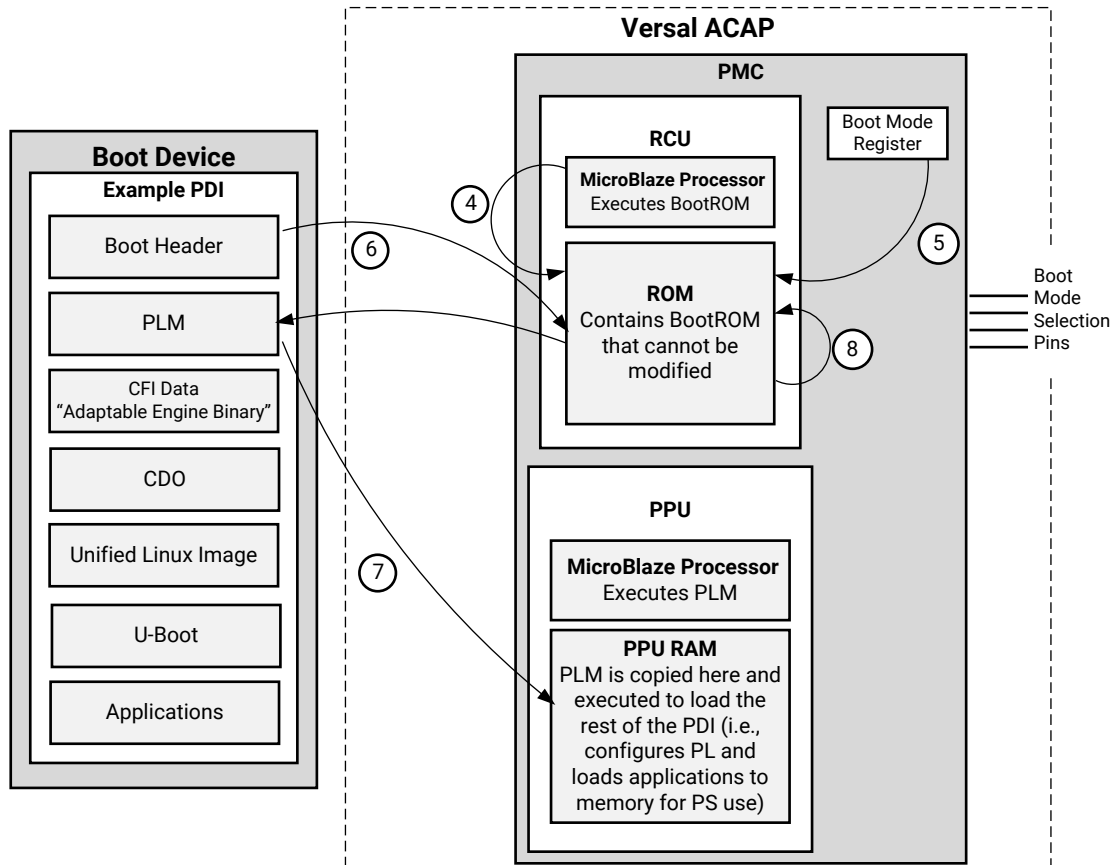 Versal ACAP
PMC
RCU
MicroBlaze Processor
Executes BootROM
ROM
Contains BootROM
that cannot be
modified
Boot Mode
Register
4
5
6
8
7
Boot
Mode
Selection
Pins
Boot Device
Example PDI
Boot Header
PLM
CFI Data
“Adaptable Engine Binary”
CDO
Unified Linux Image
U-Boot
Applications
PPU
MicroBlaze Processor
Executes PLM
PPU RAM
PLM is copied here and
executed to load the
rest of the PDI (i.e.,
configures PL and
loads applications to
memory for PS use)